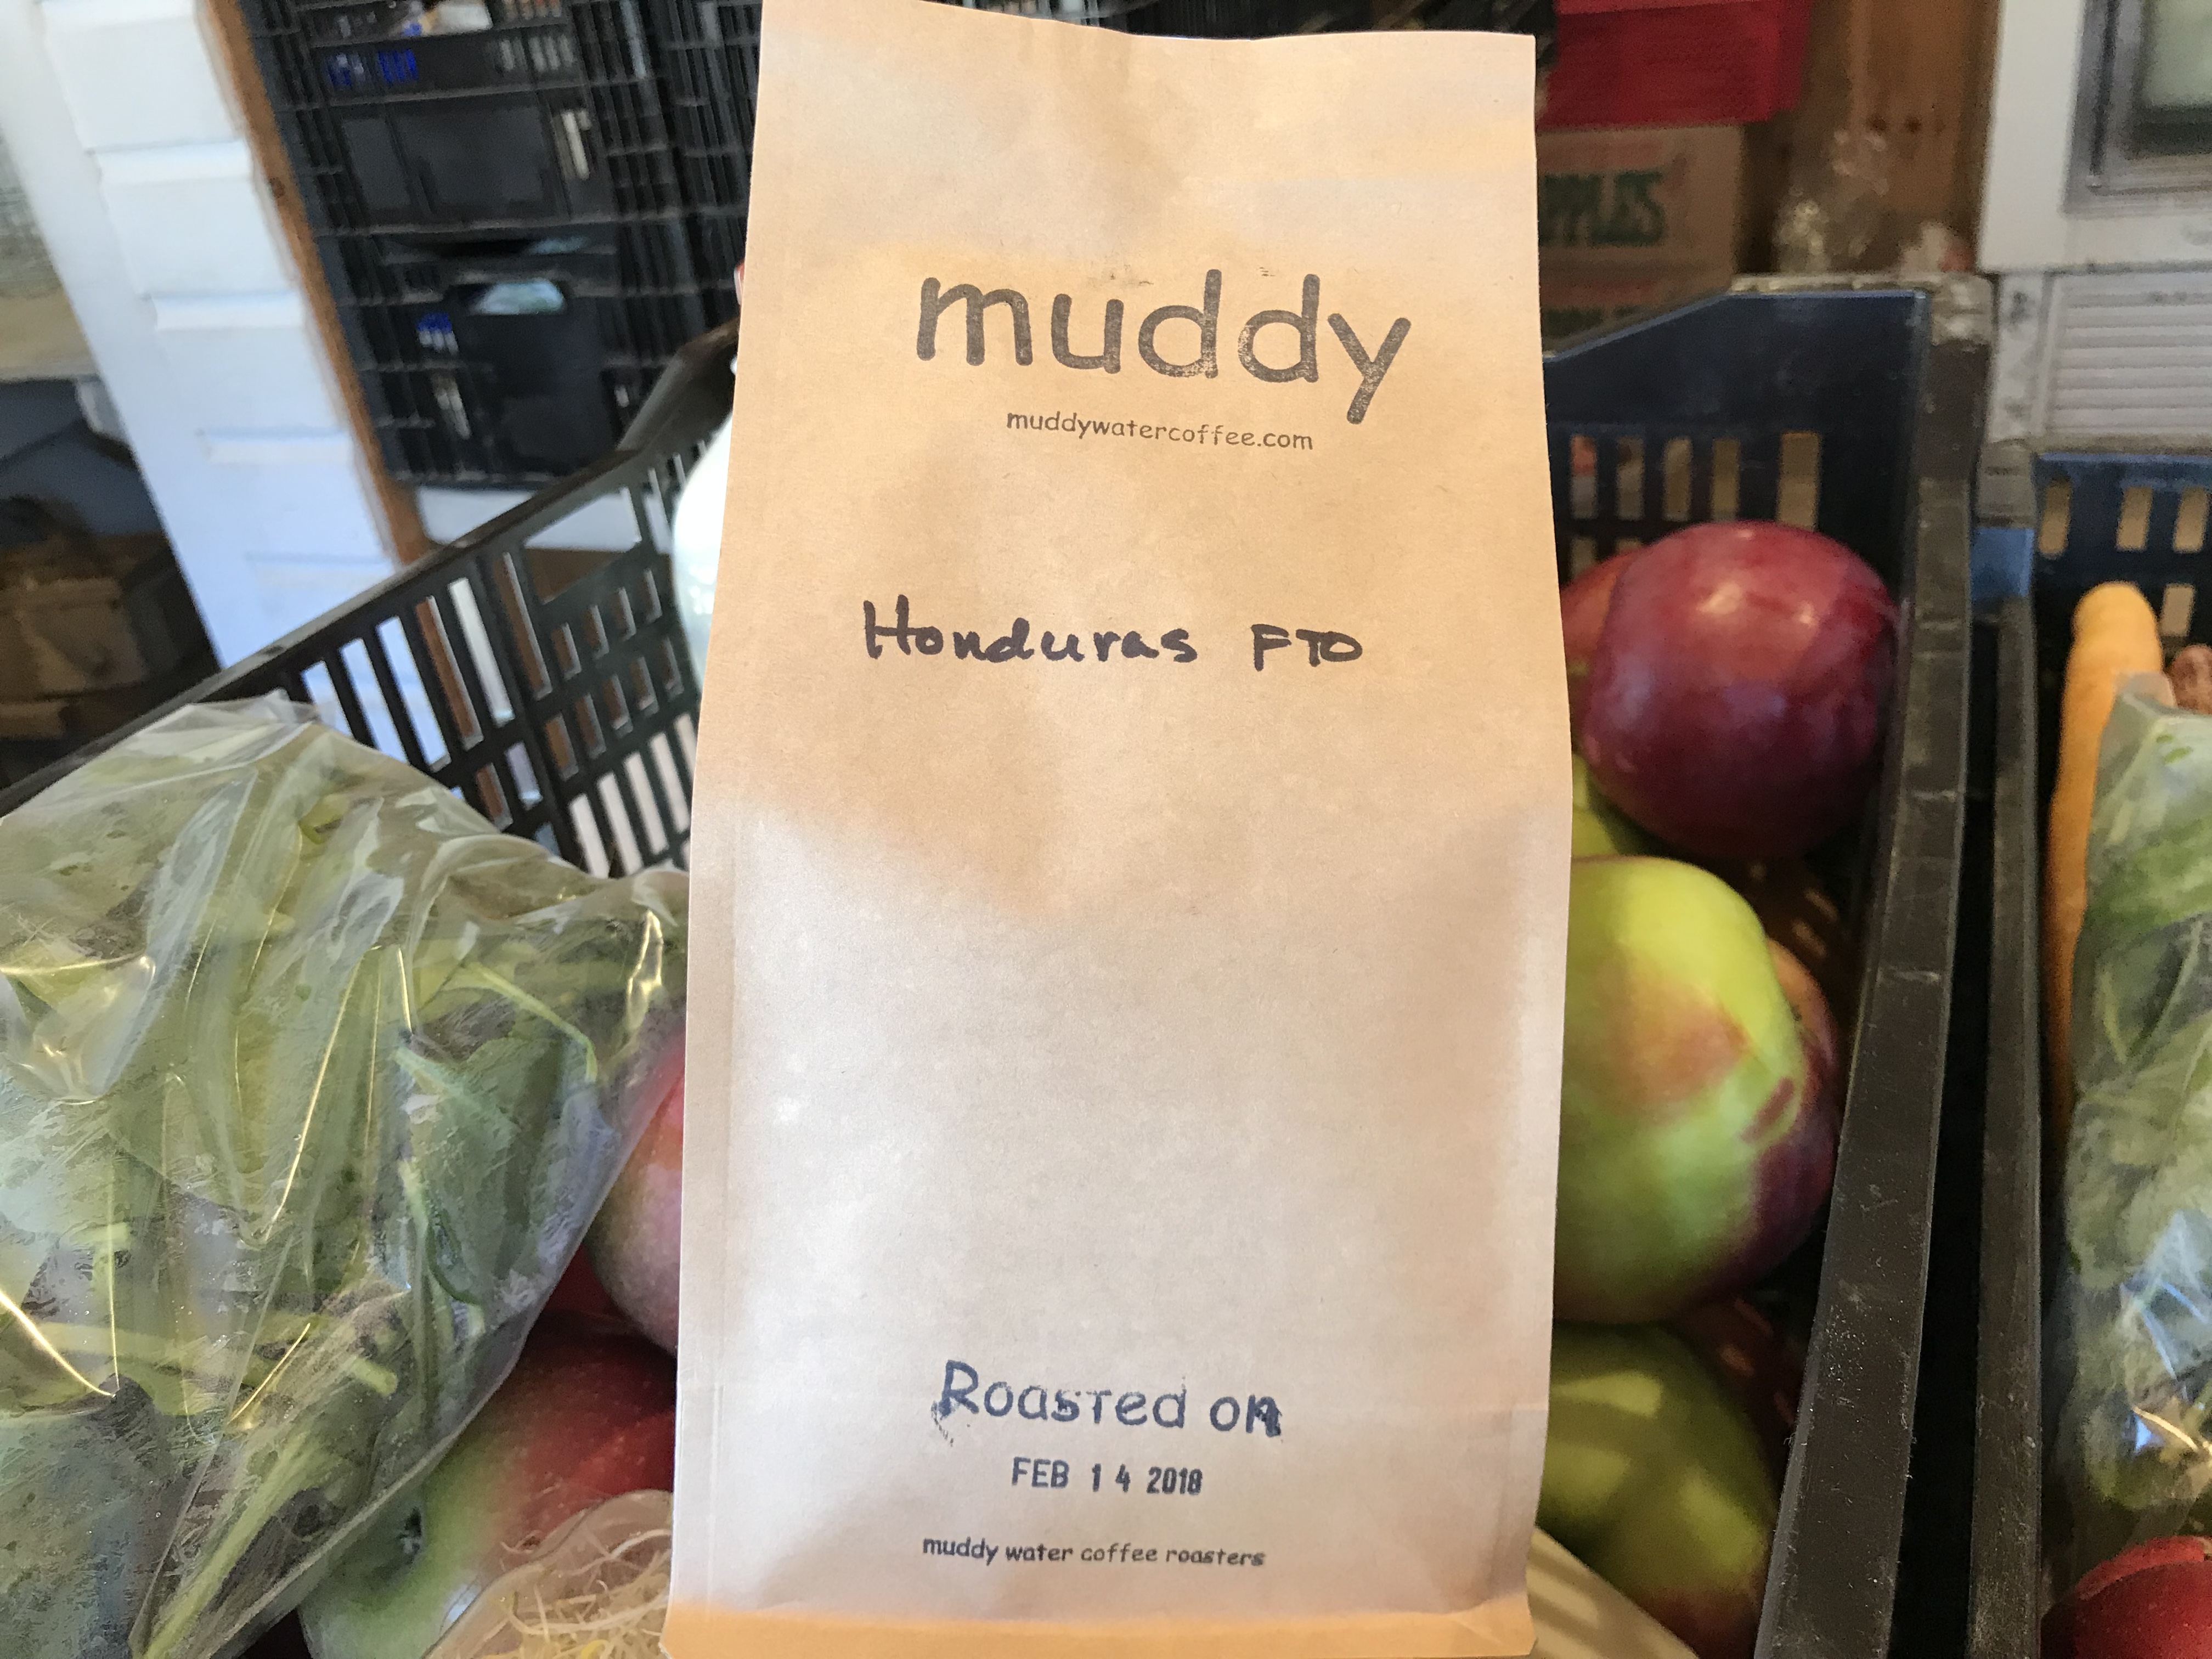 muddy
muddywatercoffee.com
Honduras FTO
Roasted on
FEB 14 2018
muddy water coffee roasters